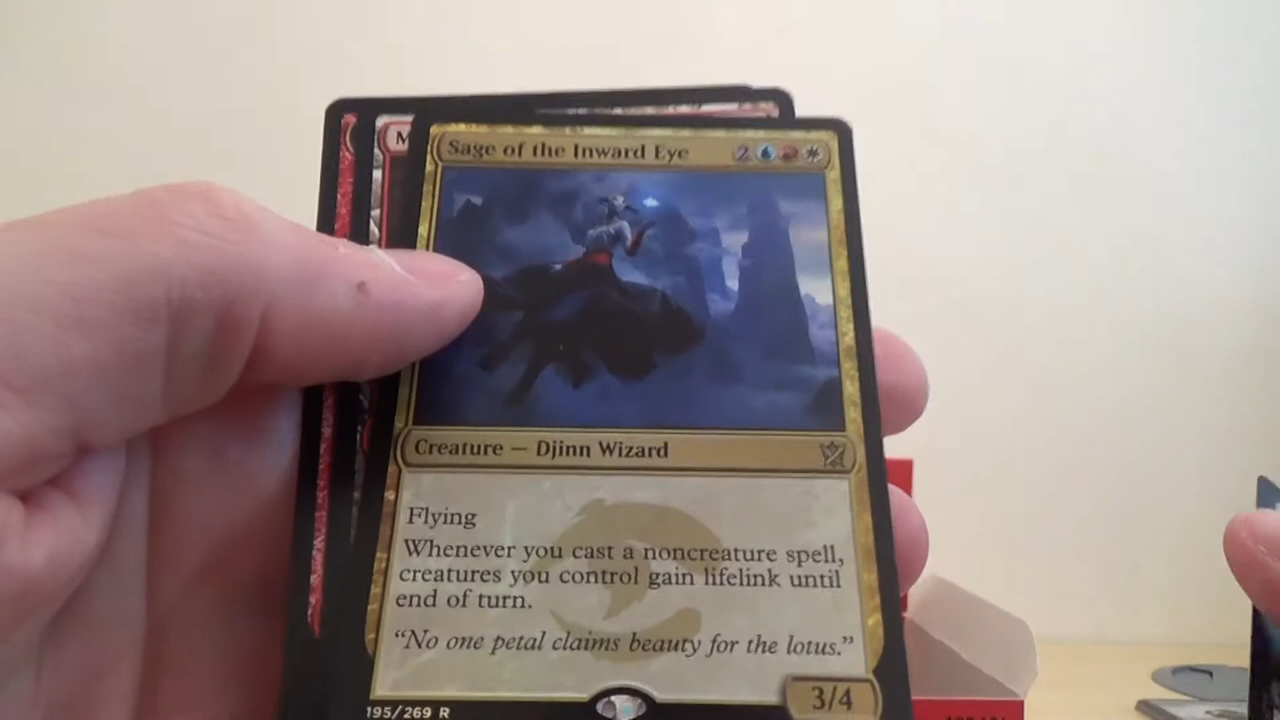 M
Sage of the Inward Eye 2
Creature — Djinn Wizard
Flying
Whenever you cast a noncreature spell,
creatures you control gain lifelink until
end of turn.
“No one petal claims beauty for the lotus.”
3/4
195/269 R